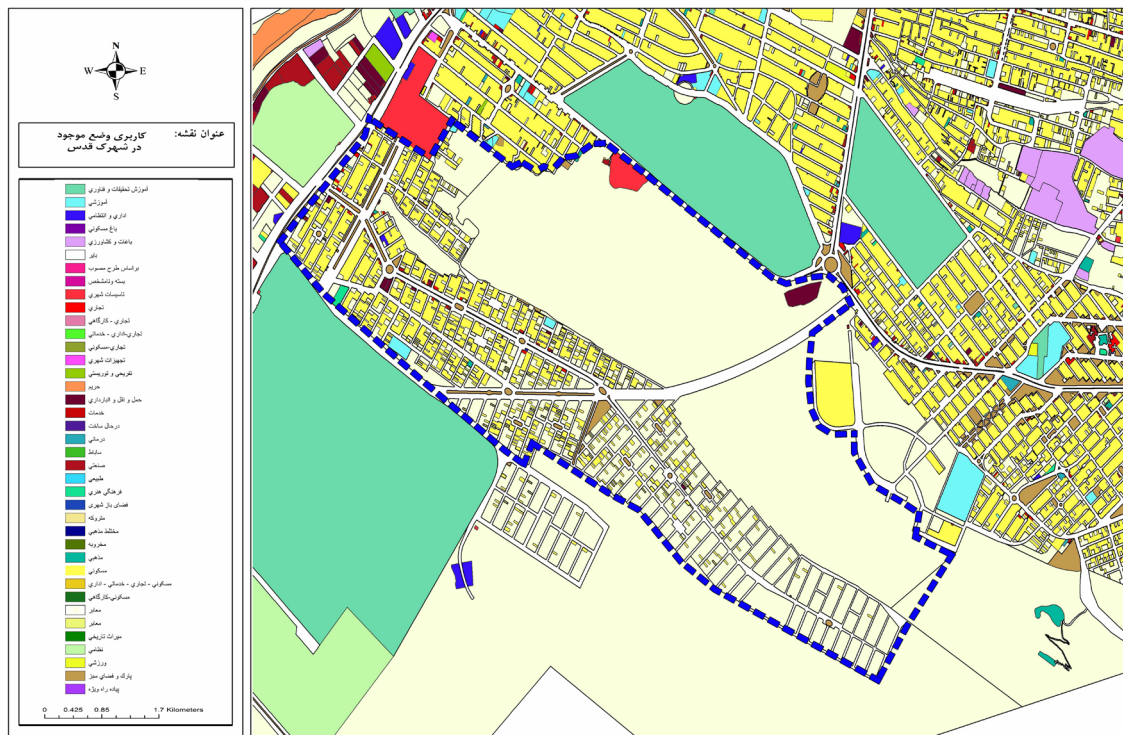 N
W E
S
عنوان نقشه: کاربری وضع موجود
در شهرک قدس
آموزش تحقیقات و فناوری
آموزشی
اداری و انتظامی
باغ مسکونی
باغات و کشاورزی
بایر
براساس طرح مصوب
بسته ونامشخص
تاسیسات شهری
تجاری
تجاری - کارگاهی
تجاری-اداری - خدماتی
تجاری-مسکونی
تجهیزات شهری
تفریحی و توریستی
حریم
حمل و نقل و انبارداری
خدمات
درحال ساخت
درمانی
ساباط
صنعتی
طبیعی
فرهنگی هنری
فضای باز شهری
متروکه
مختلط مذهبی
مخروبه
مذهبی
مسکونی
مسکونی - تجاری - خدماتی - اداری
مسکونی-کارگاهی
معابر
معابر
میراث تاریخی
نظامی
ورزشی
پارک و فضای سبز
پیاده راه ویژه
0 0.425 0.85 1.7 Kilometers